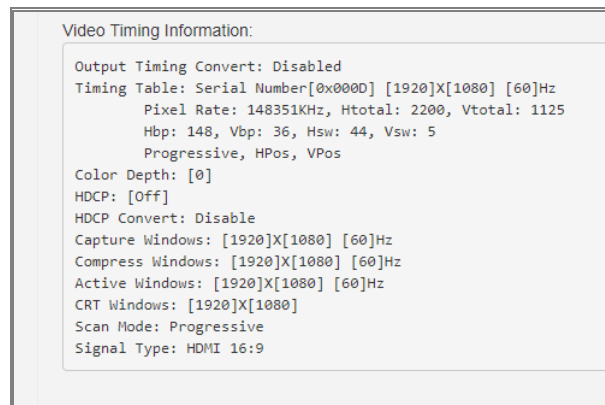 Video Timing Information:
Output Timing Convert: Disabled
Timing Table: Serial Number[0x000D] [1920]X[1080] [60]Hz
Pixel Rate: 148351KHz, Htotal: 2200, Vtotal: 1125
Hbp: 148, Vbp: 36, Hsw: 44, Vsw: 5
Progressive, HPos, VPos
Color Depth: [0]
HDCP: [Off]
HDCP Convert: Disable
Capture Windows: [1920]X[1080] [60]Hz
Compress Windows: [1920]X[1080] [60]Hz
Active Windows: [1920]X[1080] [60]Hz
CRT Windows: [1920]X[1080]
Scan Mode: Progressive
Signal Type: HDMI 16:9